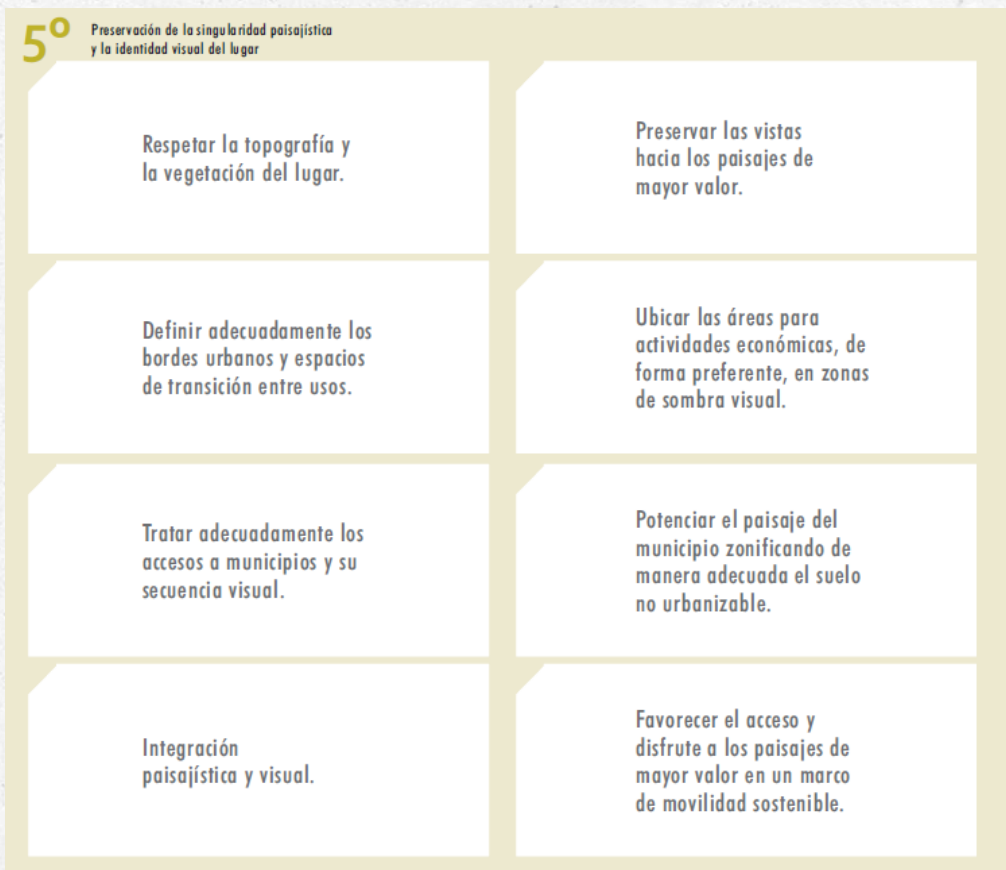 5º
Preservación de la singularidad paisajística
y la identidad visual del lugar
Respetar la topografía y
la vegetación del lugar.
Preservar las vistas
hacia los paisajes de
mayor valor.
Definir adecuadamente los
bordes urbanos y espacios
de transición entre usos.
Ubicar las áreas para
actividades económicas, de
forma preferente, en zonas
de sombra visual.
Tratar adecuadamente los
accesos a municipios y su
secuencia visual.
Potenciar el paisaje del
municipio zonificando de
manera adecuada el suelo
no urbanizable.
Integración
paisajística y visual.
Favorecer el acceso y
disfrute a los paisajes de
mayor valor en un marco
de movilidad sostenible.